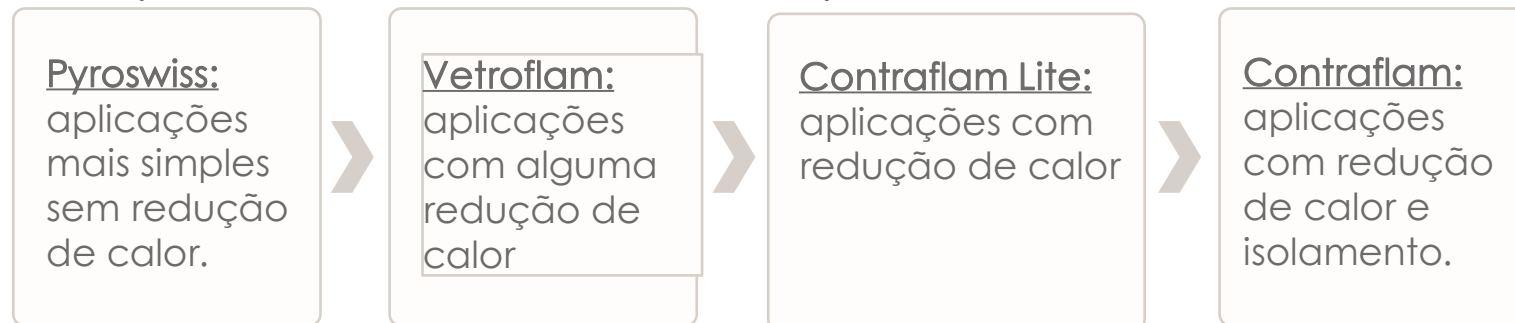 Pyroswiss:
aplicações
mais simples
sem redução
de calor.
Vetroflam:
aplicações
com alguma
redução de
calor
Contraflam Lite:
aplicações com
redução de calor
Contraflam:
aplicações
com redução
de calor e
isolamento.